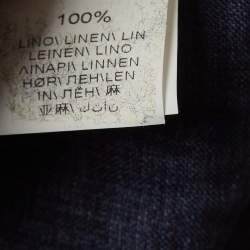 100%
LINO\ LINEN\ LIN
LEINEN\ LINO
ΛΙΝΑΡΙ\ LINNEN
HØR\ ЛЕН\LEN
IN\ ЛЁН\ 麻
亚麻\ كتان\